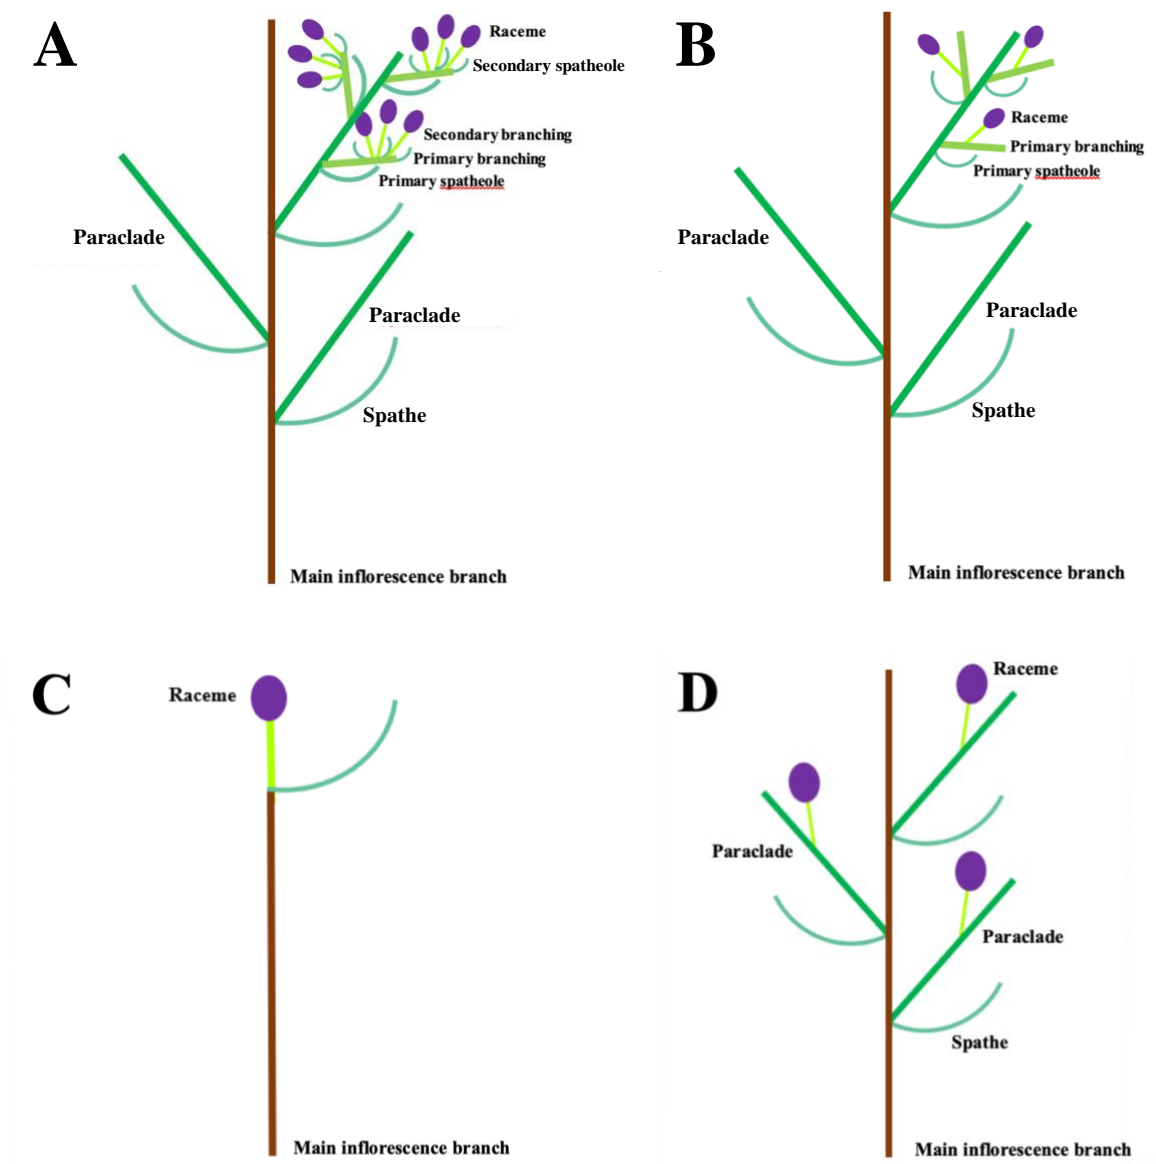 A
Raceme
Secondary spatheole
Secondary branching
Primary branching
Primary spatheole
Paraclade
Paraclade
Spathe
Main inflorescence branch
B
Raceme
Primary branching
Primary spatheole
Paraclade
Paraclade
Spathe
Main inflorescence branch
C
Raceme
Main inflorescence branch
D
Raceme
Paraclade
Paraclade
Spathe
Main inflorescence branch